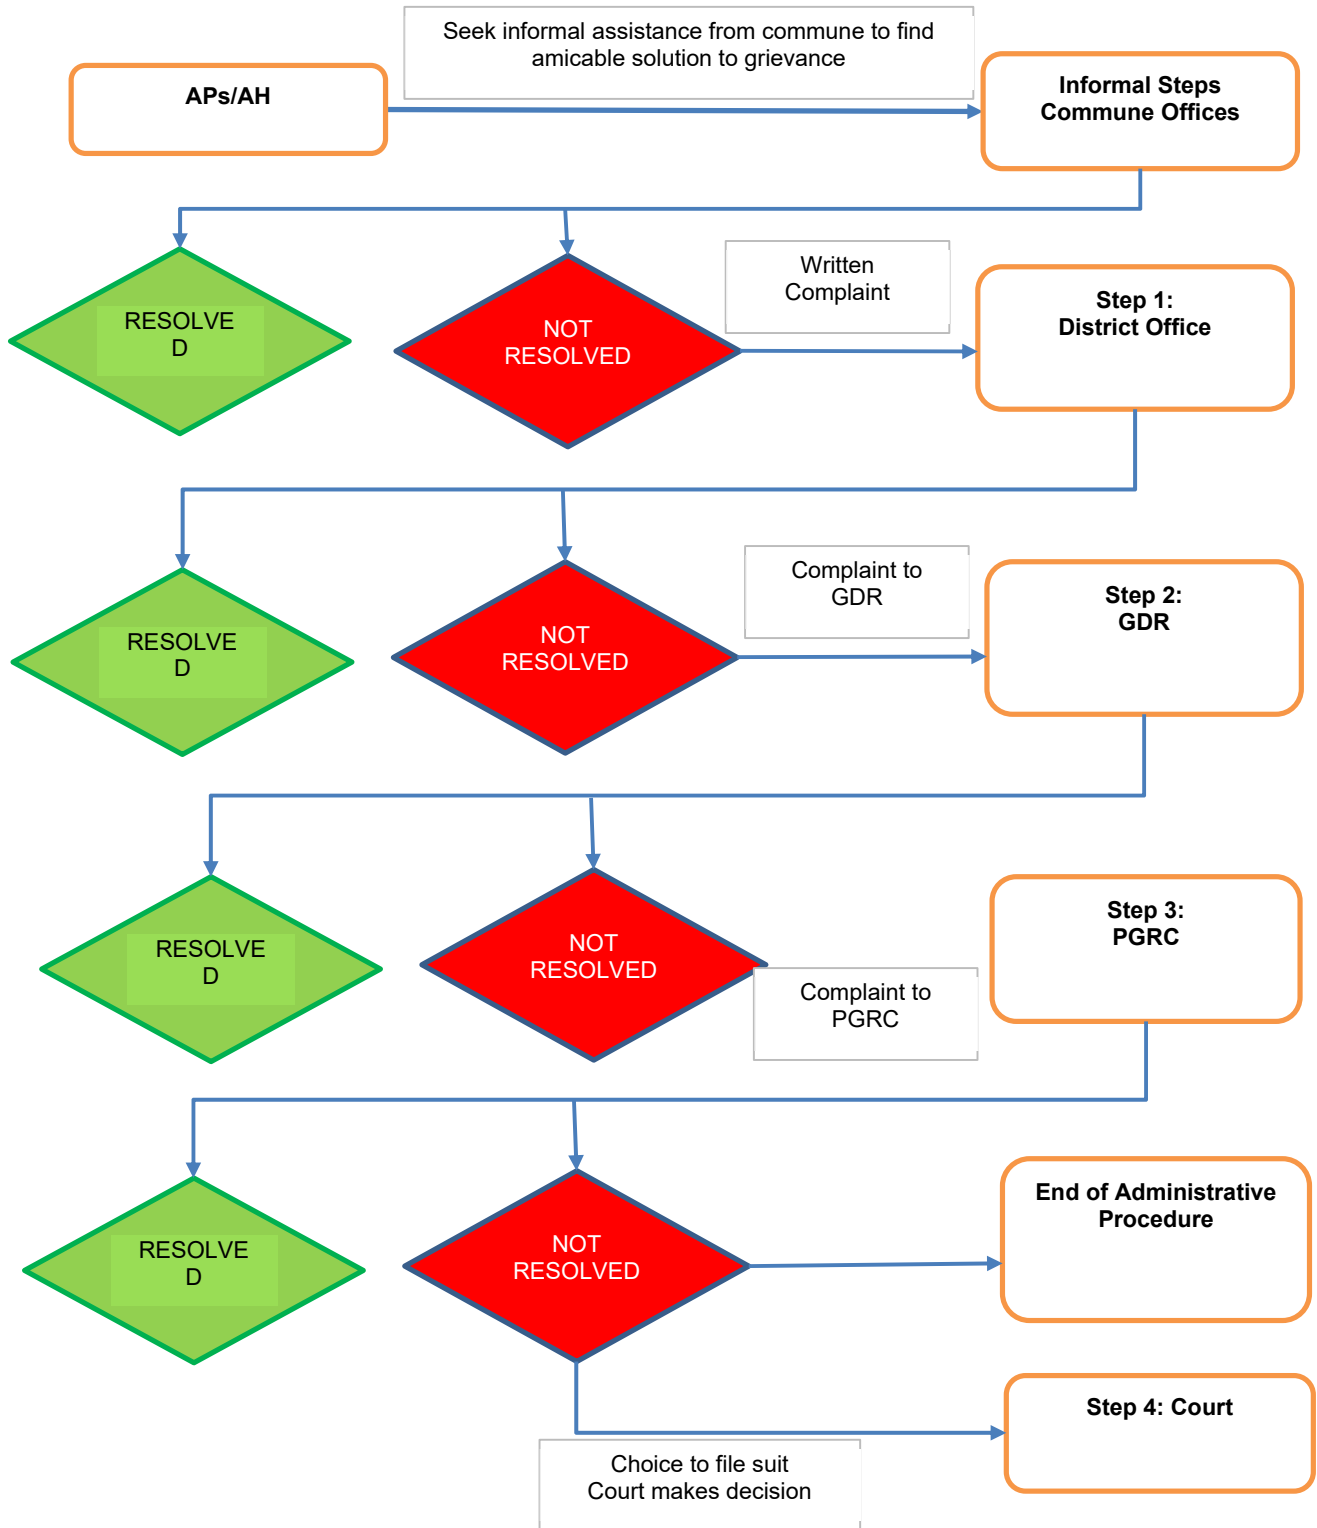 Seek informal assistance from commune to find
amicable solution to grievance
APs/AH
Informal Steps
Commune Offices
RESOLVE
D
NOT
RESOLVED
Written
Complaint
Step 1:
District Office
RESOLVE
D
NOT
RESOLVED
Complaint to
GDR
Step 2:
GDR
RESOLVE
D
NOT
RESOLVED
Complaint to
PGRC
Step 3:
PGRC
RESOLVE
D
NOT
RESOLVED
End of Administrative
Procedure
Step 4: Court
Choice to file suit
Court makes decision